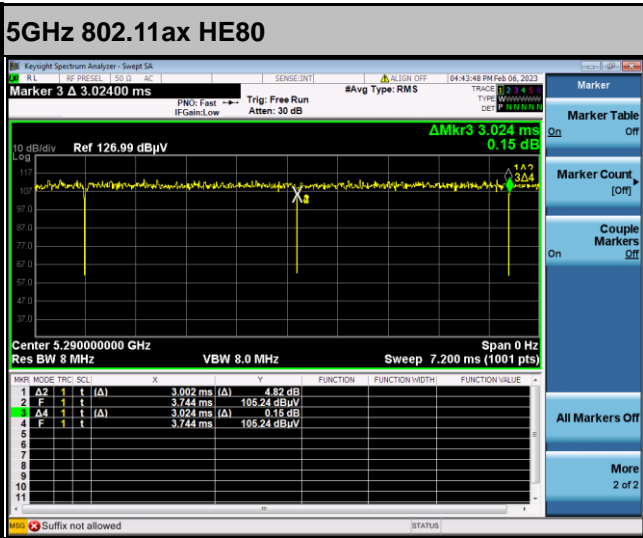 5GHz 802.11ax HE80
Keysight Spectrum Analyzer - Swept SA
RL RF PRESEL 50 Ω AC SENSE:INT ALIGN OFF 04:43:48 PM Feb 06, 2023
Marker 3 Δ 3.02400 ms #Avg Type: RMS TRACE 1 2 3 4 5 6
PNO: Fast Trig: Free Run TYPE WWWWWW
IFGain:Low Atten: 30 dB DET P N N N N N
Marker
ΔMkr3 3.024 ms
0.15 dB
10 dB/div Ref 126.99 dBµV
Log
117
107
97.0
87.0
77.0
67.0
57.0
47.0
37.0
1Δ2
3Δ4
Center 5.290000000 GHz Span 0 Hz
Res BW 8 MHz VBW 8.0 MHz Sweep 7.200 ms (1001 pts)
MKR MODE TRC SCL X Y FUNCTION FUNCTION WIDTH FUNCTION VALUE
1 Δ2 1 t (Δ) 3.002 ms (Δ) 4.82 dB
2 F 1 t 3.744 ms 105.24 dBµV
3 Δ4 1 t (Δ) 3.024 ms (Δ) 0.15 dB
4 F 1 t 3.744 ms 105.24 dBµV
5
6
7
8
9
10
11
MSG Suffix not allowed STATUS
Marker Table
On Off
Marker Count
[Off]
Couple
Markers
On Off
All Markers Off
More
2 of 2